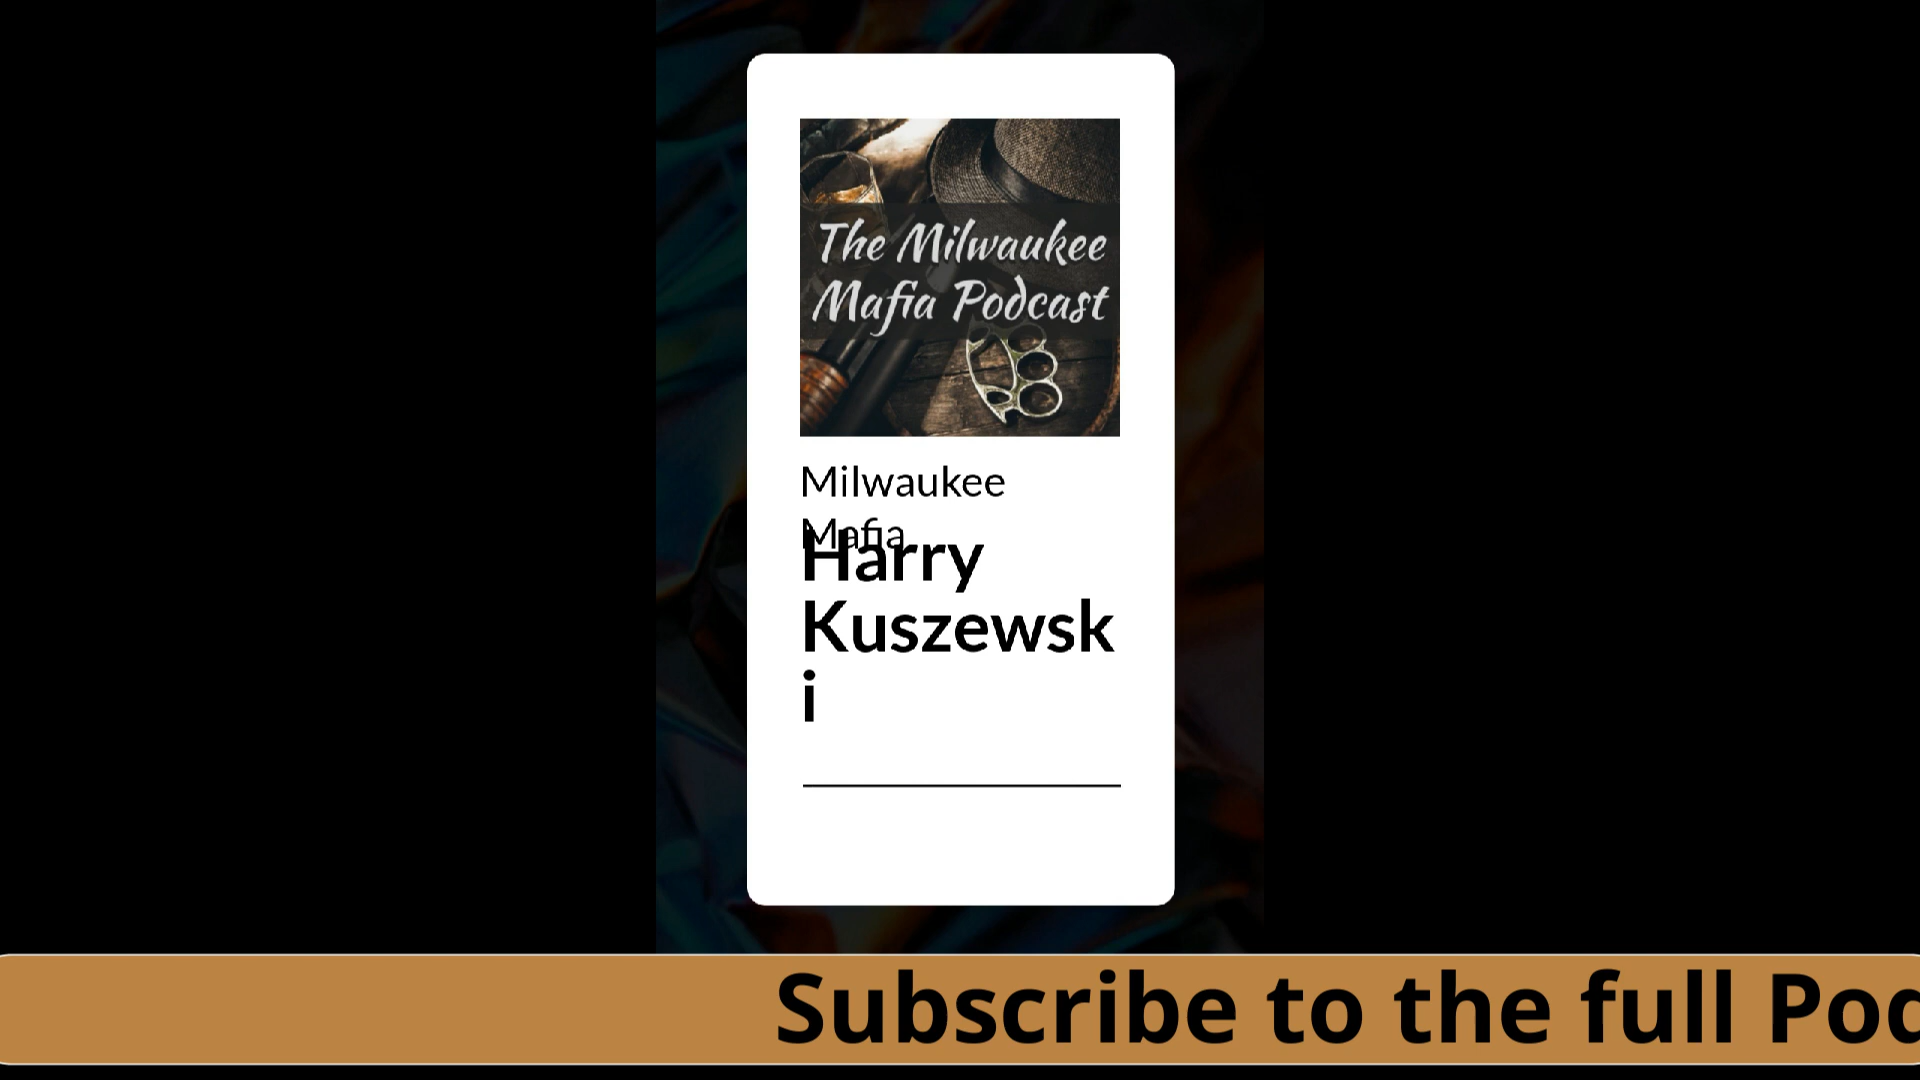 The Milwaukee
Mafia Podcast
Milwaukee
Mafia
Harry
Kuszewsk
i
Subscribe to the full Pod